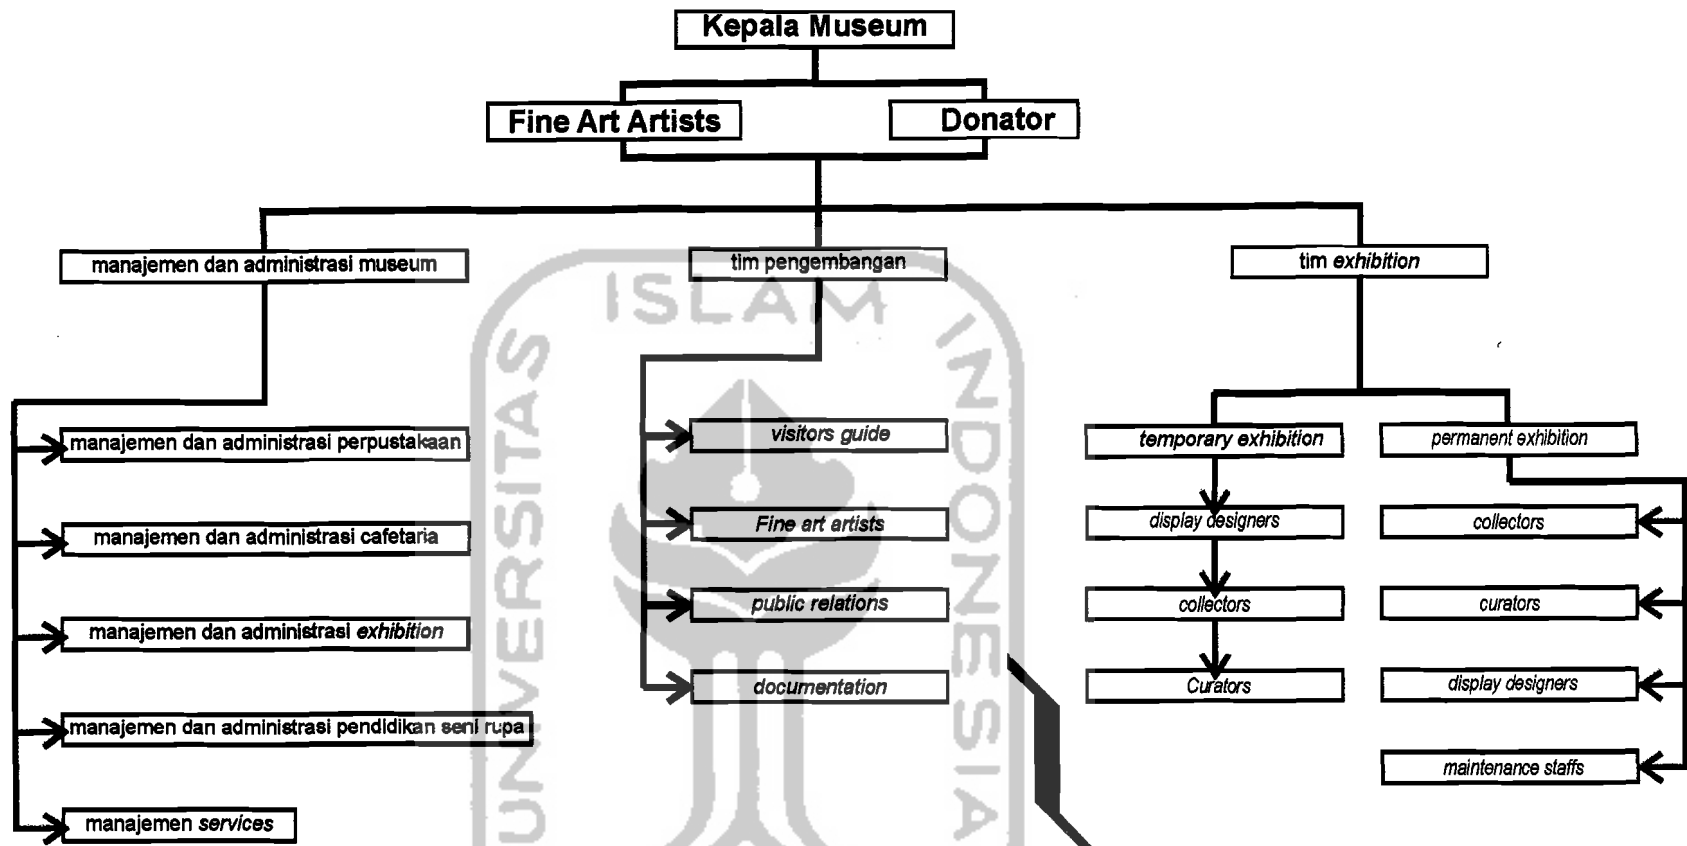 Kepala Museum
Fine Art Artists
Donator
manajemen dan administrasi museum
tim pengembangan
tim exhibition
manajemen dan administrasi perpustakaan
manajemen dan administrasi cafetaria
manajemen dan administrasi exhibition
manajemen dan administrasi pendidikan seni rupa
manajemen services
visitors guide
Fine art artists
public relations
documentation
temporary exhibition
display designers
collectors
Curators
permanent exhibition
collectors
curators
display designers
maintenance staffs
UNIVERSITAS
ISLAM
INDONESIA